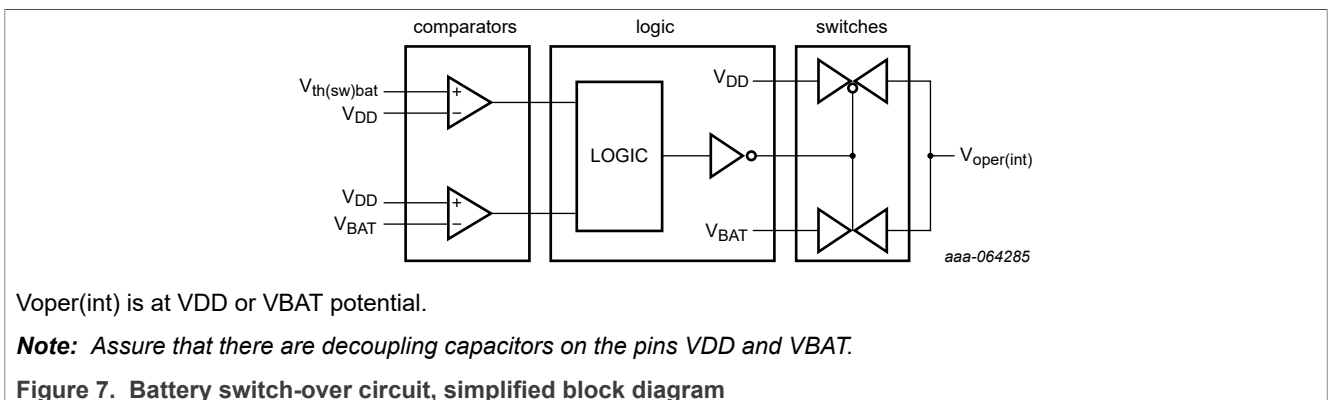 comparators
logic
switches
Vth(sw)bat
VDD
+
−
VDD
VBAT
+
−
LOGIC
VDD
VBAT
Voper(int)
aaa-064285
Voper(int) is at VDD or VBAT potential.
Note: Assure that there are decoupling capacitors on the pins VDD and VBAT.
Figure 7. Battery switch-over circuit, simplified block diagram